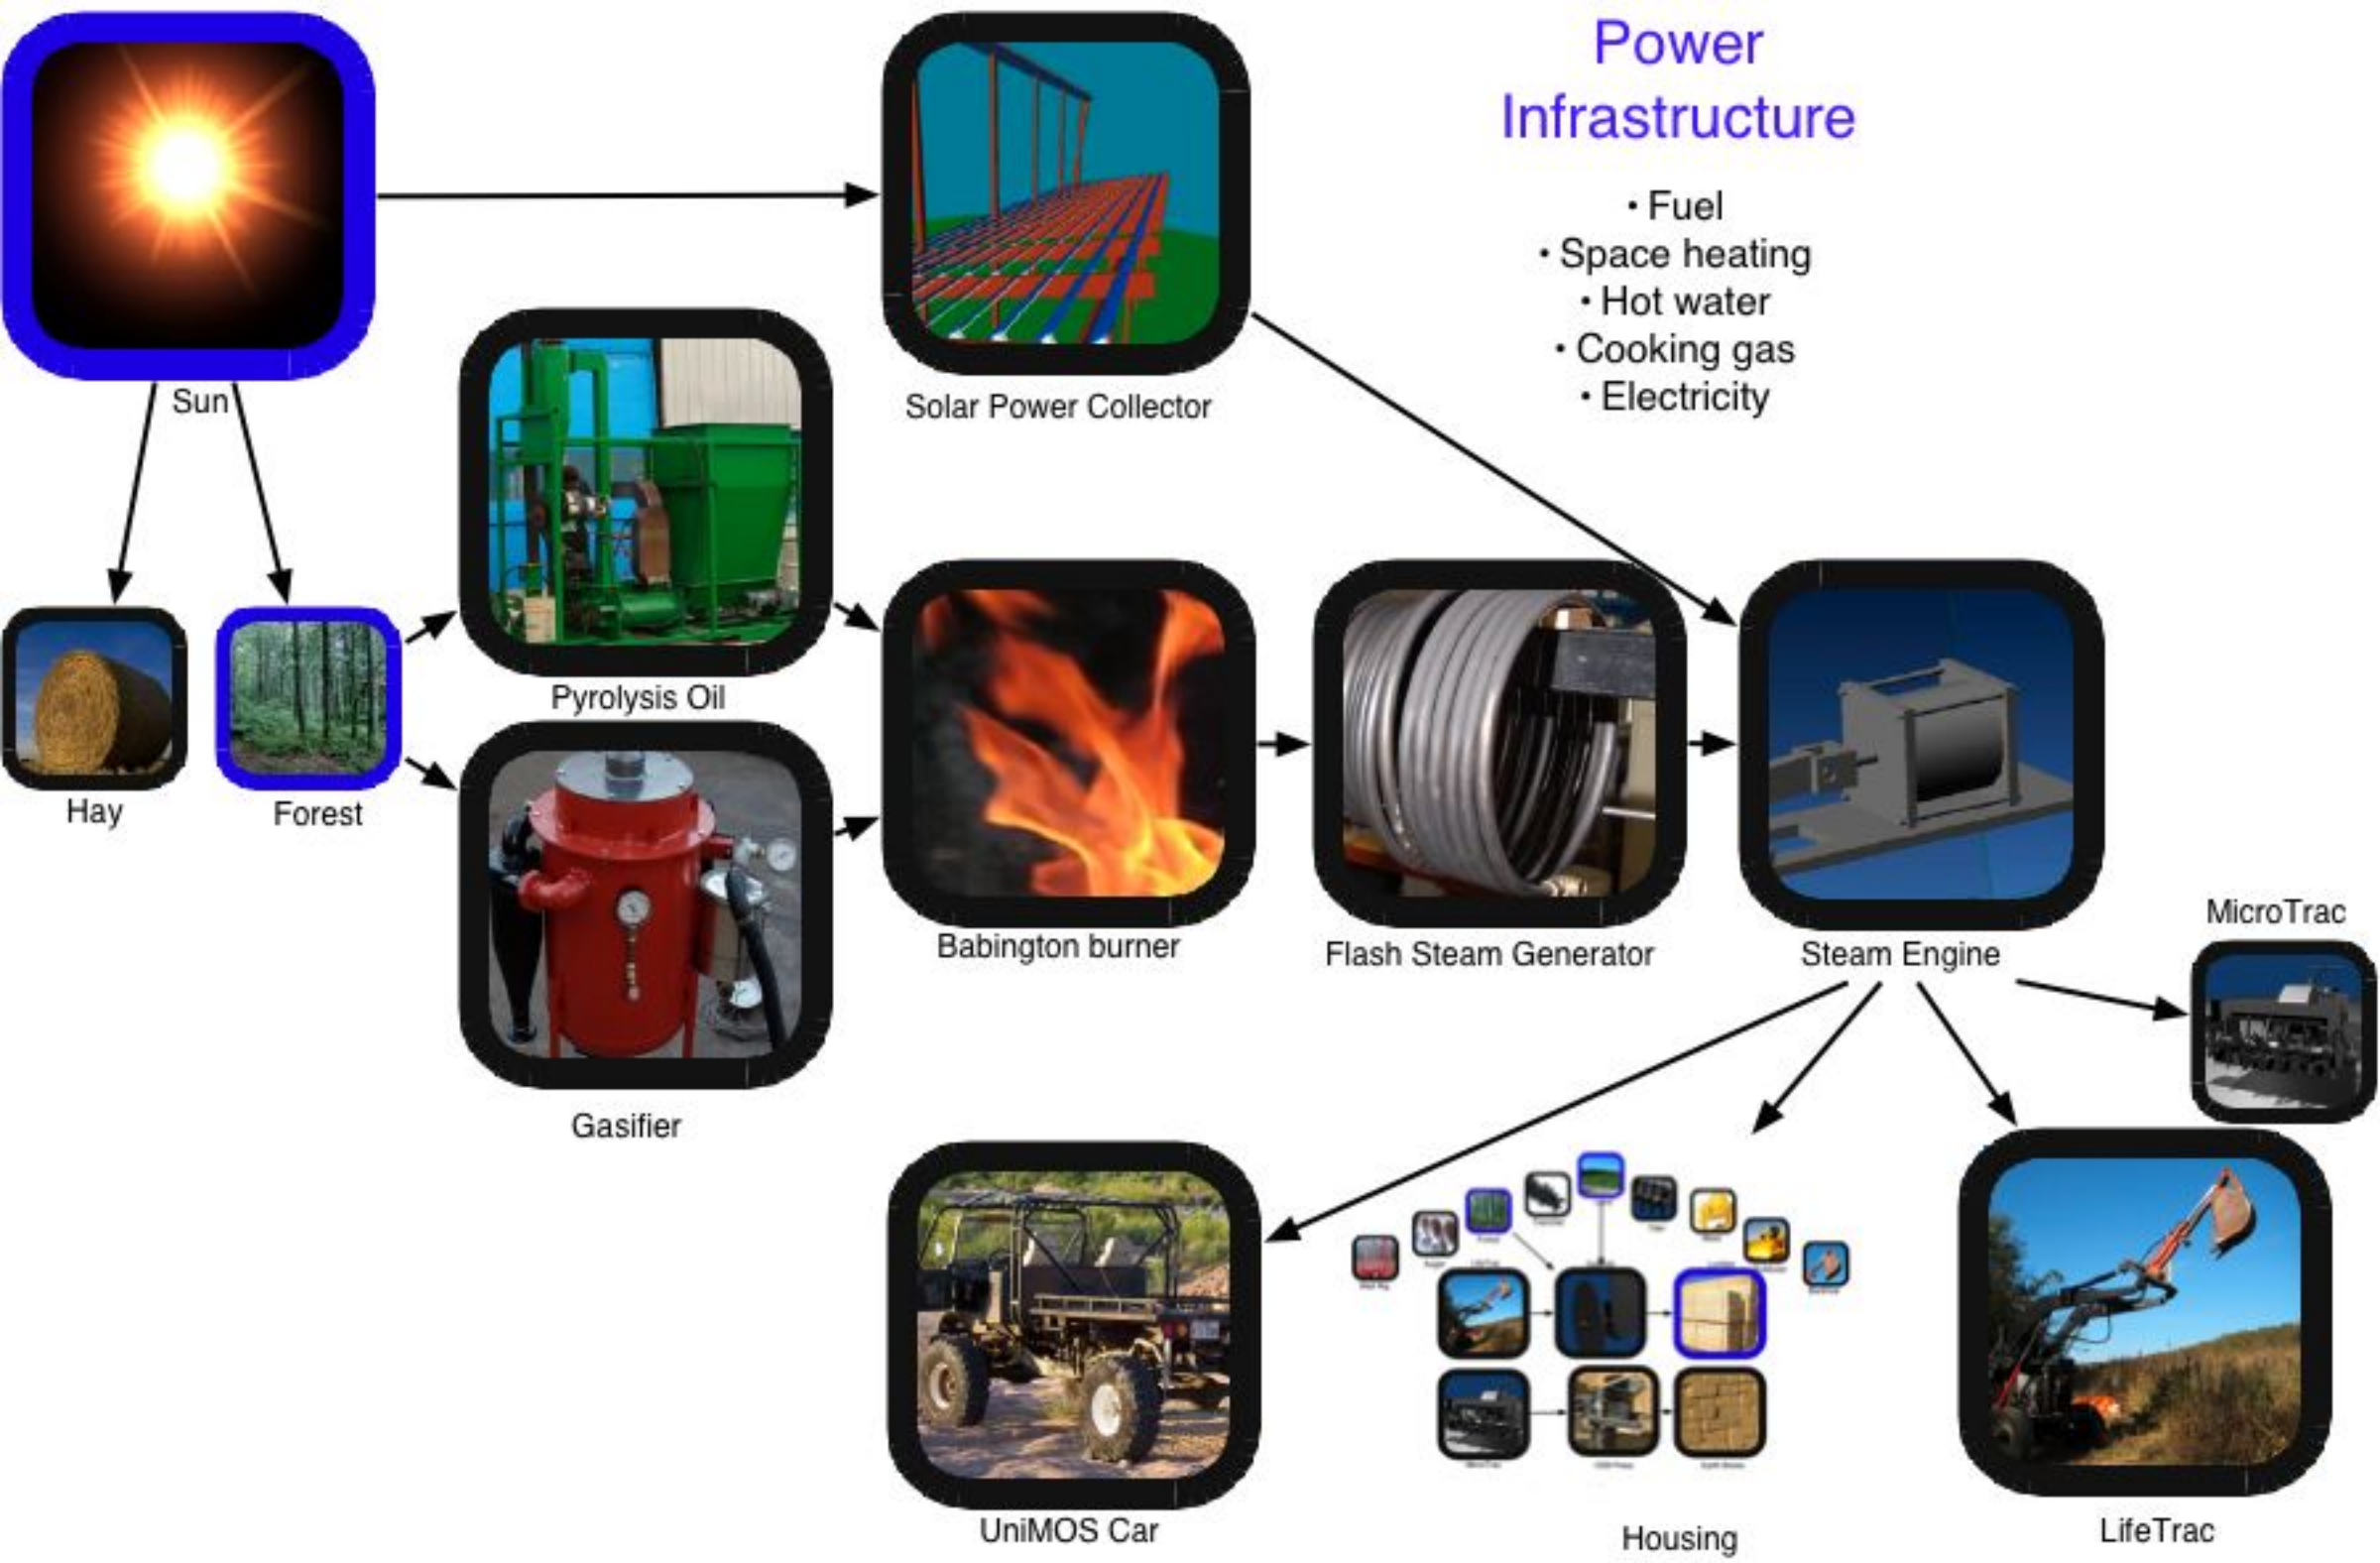 Power
Infrastructure
• Fuel
• Space heating
• Hot water
• Cooking gas
• Electricity
Sun
Solar Power Collector
Pyrolysis Oil
Hay
Forest
Babington burner
Flash Steam Generator
Steam Engine
MicroTrac
Gasifier
UniMOS Car
Housing
LifeTrac